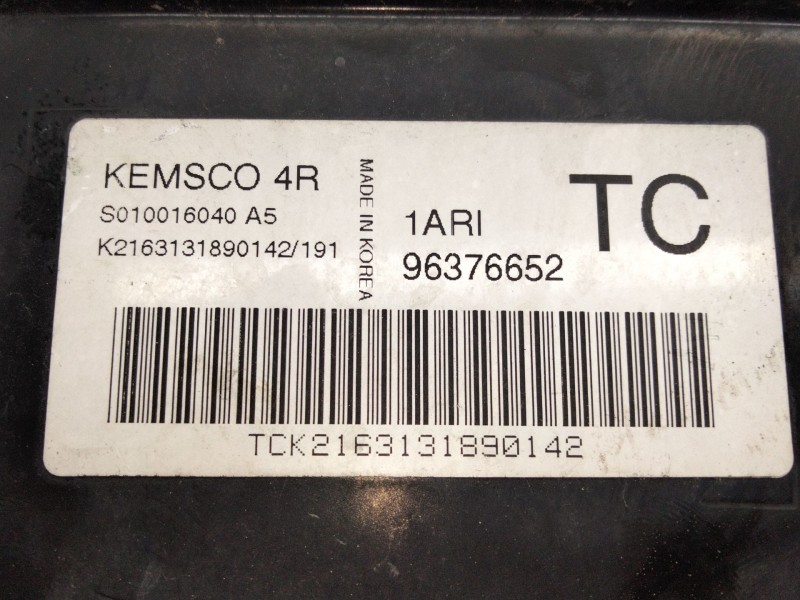 KEMSCO 4R
S010016040 A5
K2163131890142/191
MADE IN KOREA
1ARI
96376652
TC
TCK2163131890142